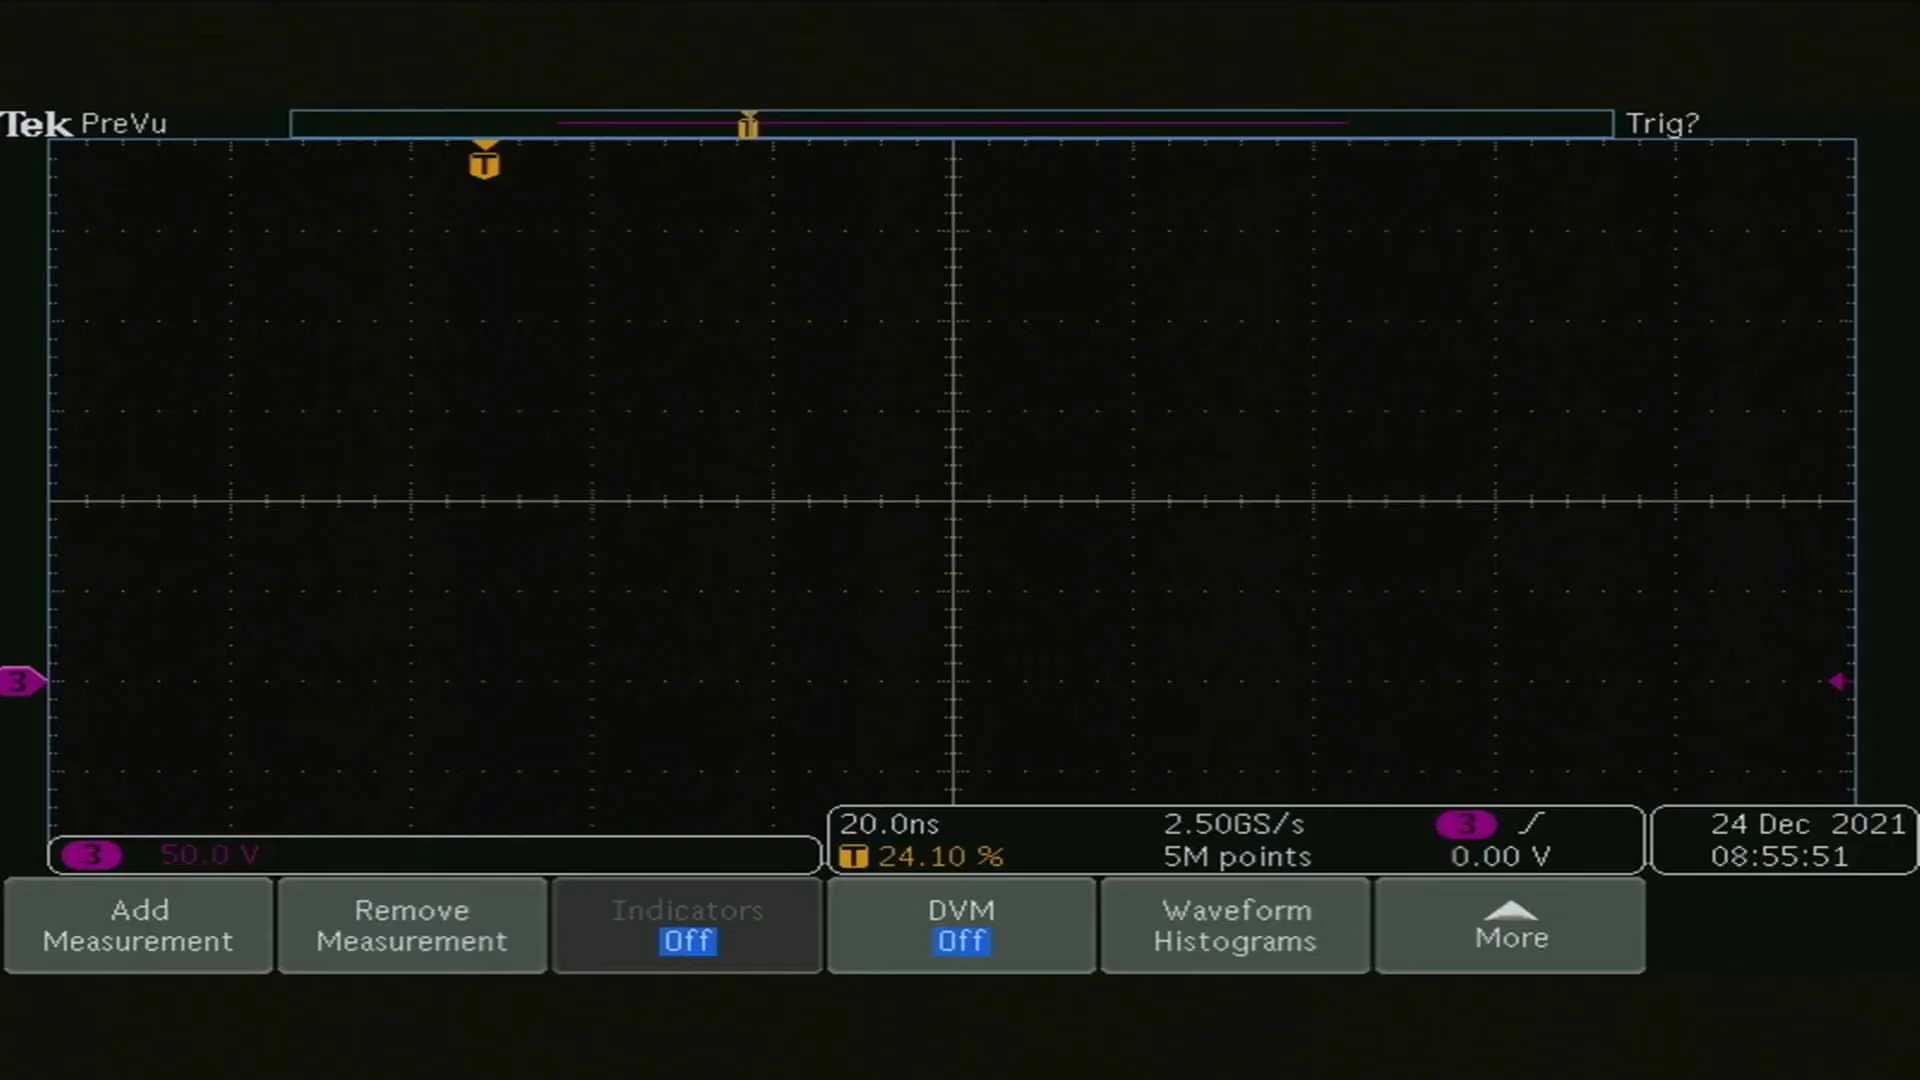 Tek PreVu
Trig?
T
T
3
3 50.0 V
20.0ns 2.50GS/s 3
T 24.10 % 5M points 0.00 V
24 Dec 2021
08:55:51
Add
Measurement
Remove
Measurement
Indicators
Off
DVM
Off
Waveform
Histograms
More